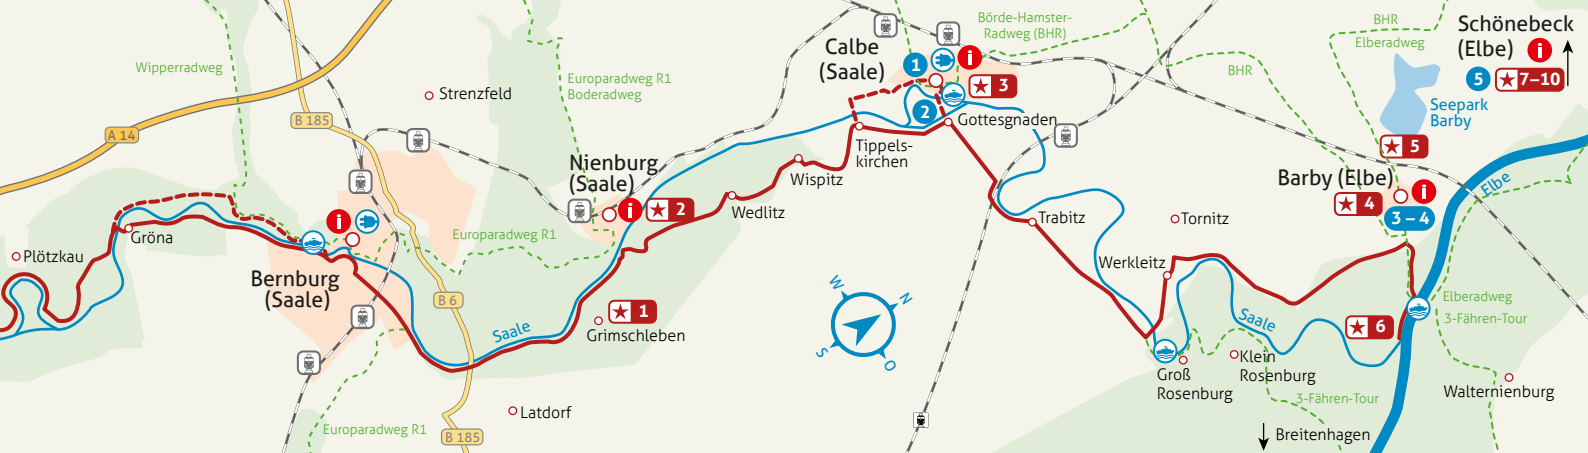 Wipperradweg
A 14
B 185
Strenzfeld
Europaradweg R1
Boderadweg
Nienburg
(Saale)
i
2
Calbe
(Saale)
1
i
3
2
Börde-Hamster-
Radweg (BHR)
Gottesgnaden
Tippels-
kirchen
Wispitz
Wedlitz
BHR
BHR
Elberadweg
Schönebeck
(Elbe)
i
5
7–10
Seepark
Barby
5
Barby (Elbe)
i
4
3 – 4
Elbe
Plötzkau
Gröna
i
Bernburg
(Saale)
Europaradweg R1
B 6
Saale
1
Grimschleben
Latdorf
Europaradweg R1
B 185
W
N
S
O
Trabitz
Tornitz
Werkleitz
Saale
6
Elberadweg
3-Fähren-Tour
Groß
Rosenburg
Klein
Rosenburg
3-Fähren-Tour
Walternienburg
Breitenhagen